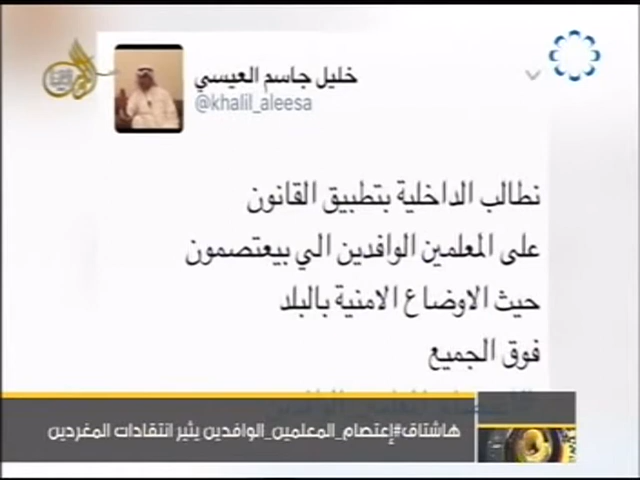 خليل جاسم العيسي
@khalil_aleesa
نطالب الداخلية بتطبيق القانون
على المعلمين الوافدين الي بيعتصمون
حيث الاوضاع الامنية بالبلد
فوق الجميع
هاشتاق#إعتصام_المعلمين_الوافدين يثير انتقادات المغردين